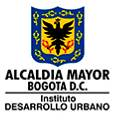 ALCALDIA MAYOR
BOGOTA D.C.
Instituto
DESARROLLO URBANO